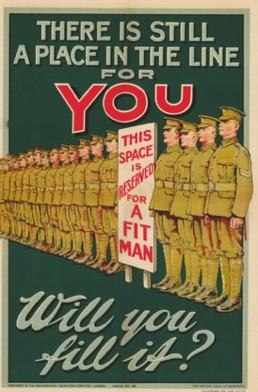 THERE IS STILL
A PLACE IN THE LINE
FOR
YOU
THIS
SPACE
IS
RESERVED
FOR
A
FIT
MAN
Will you
fill it?